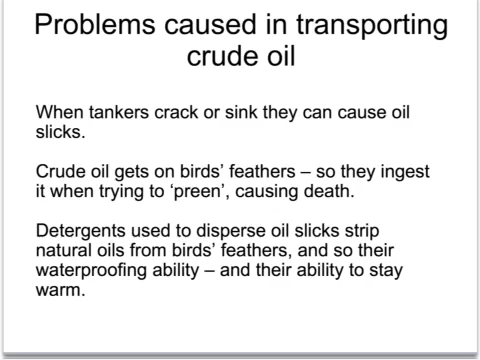 Problems caused in transporting
crude oil
When tankers crack or sink they can cause oil
slicks.
Crude oil gets on birds’ feathers – so they ingest
it when trying to ‘preen’, causing death.
Detergents used to disperse oil slicks strip
natural oils from birds’ feathers, and so their
waterproofing ability – and their ability to stay
warm.